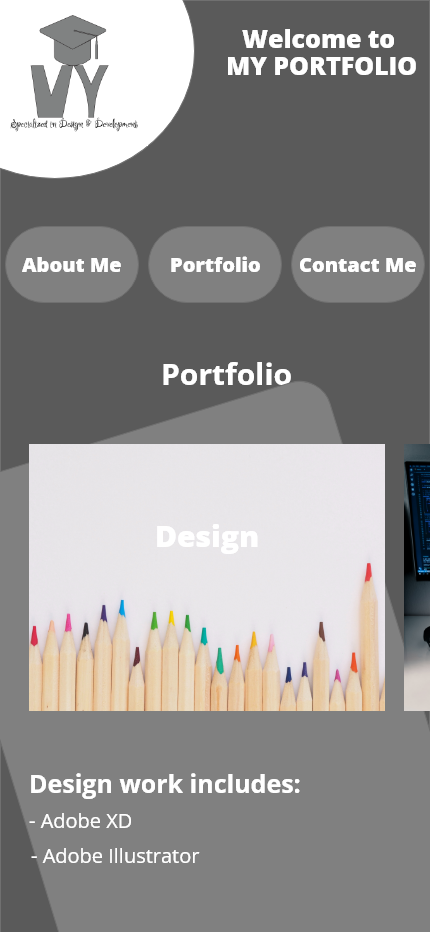 VY
Specialized in Design & Development
Welcome to
MY PORTFOLIO
About Me
Portfolio
Contact Me
Portfolio
Design
Design work includes:
- Adobe XD
- Adobe Illustrator